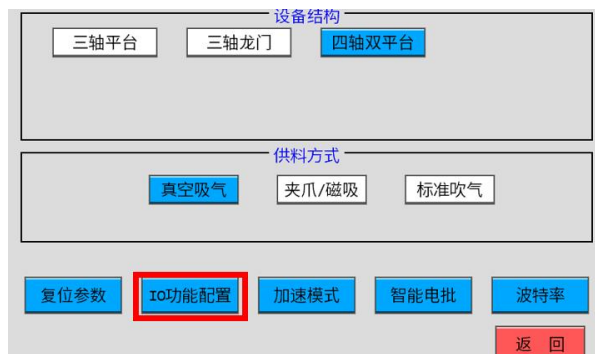 设备结构
三轴平台 三轴龙门 四轴双平台
供料方式
真空吸气 夹爪/磁吸 标准吹气
复位参数 IO功能配置 加速模式 智能电批 波特率
返 回